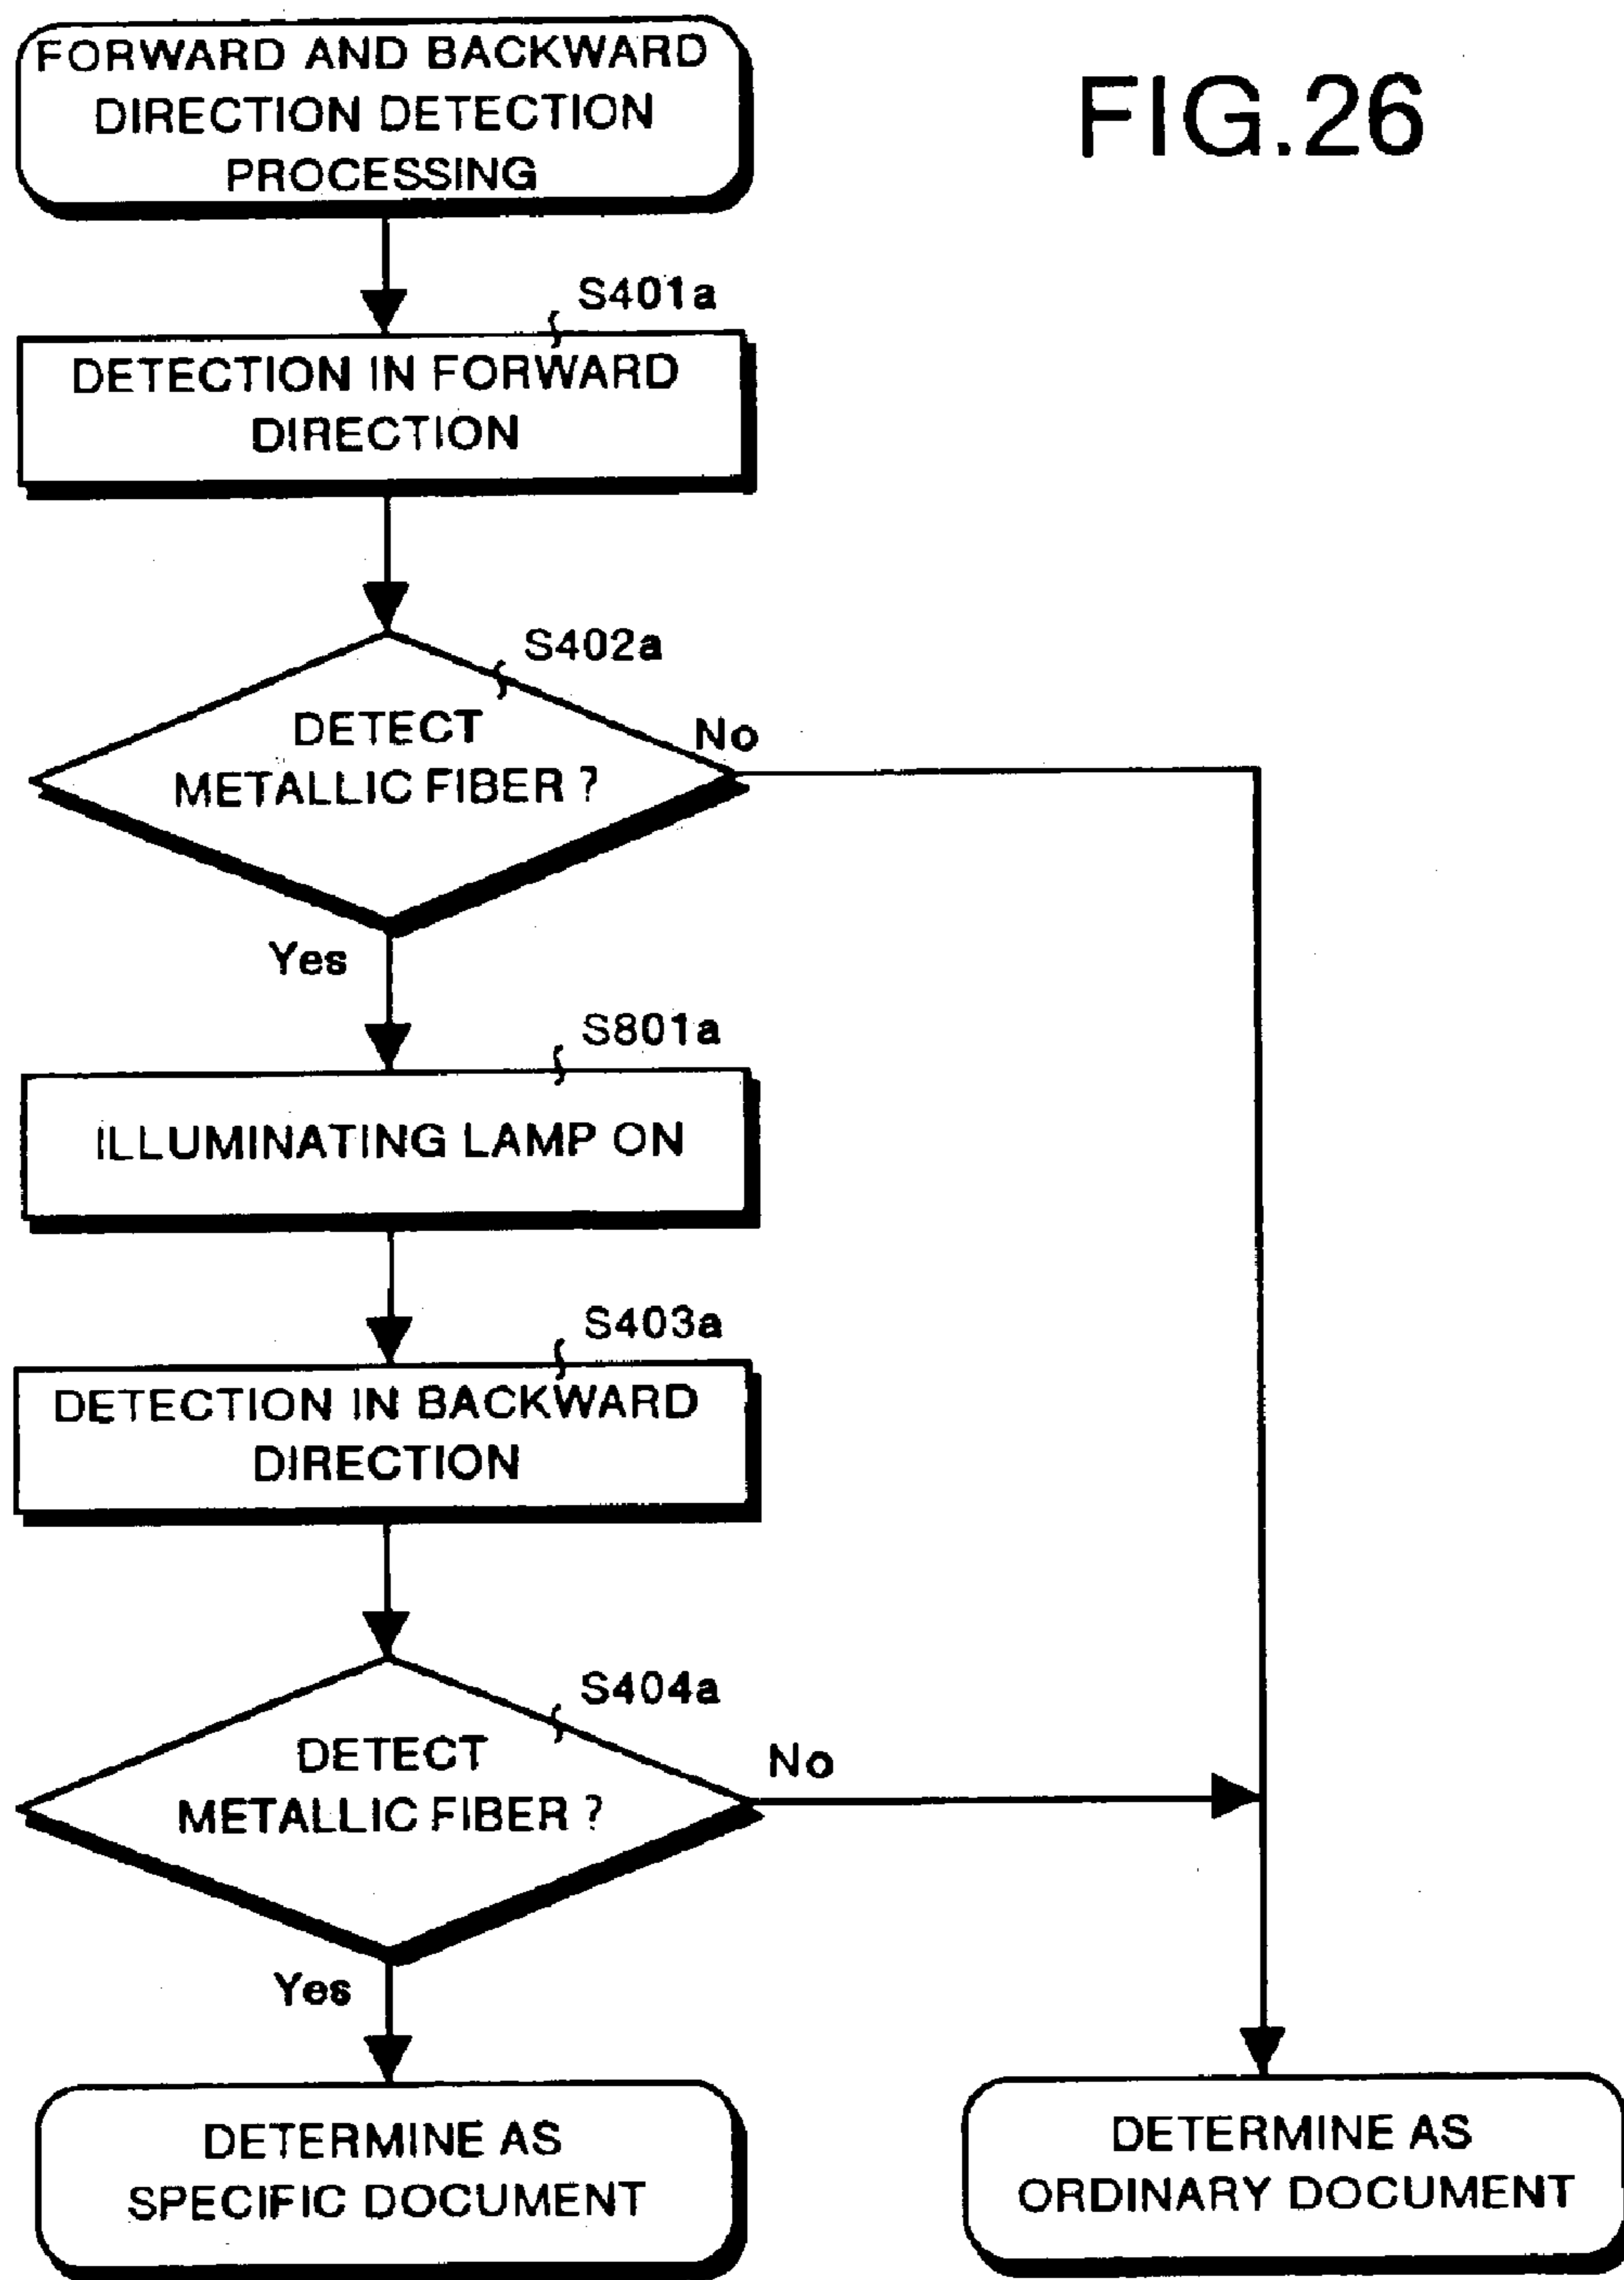 FORWARD AND BACKWARD
DIRECTION DETECTION
PROCESSING
FIG.26
S401a
DETECTION IN FORWARD
DIRECTION
S402a
DETECT
METALLIC FIBER ?
No
Yes
S801a
ILLUMINATING LAMP ON
S403a
DETECTION IN BACKWARD
DIRECTION
S404a
DETECT
METALLIC FIBER ?
No
Yes
DETERMINE AS
SPECIFIC DOCUMENT
DETERMINE AS
ORDINARY DOCUMENT